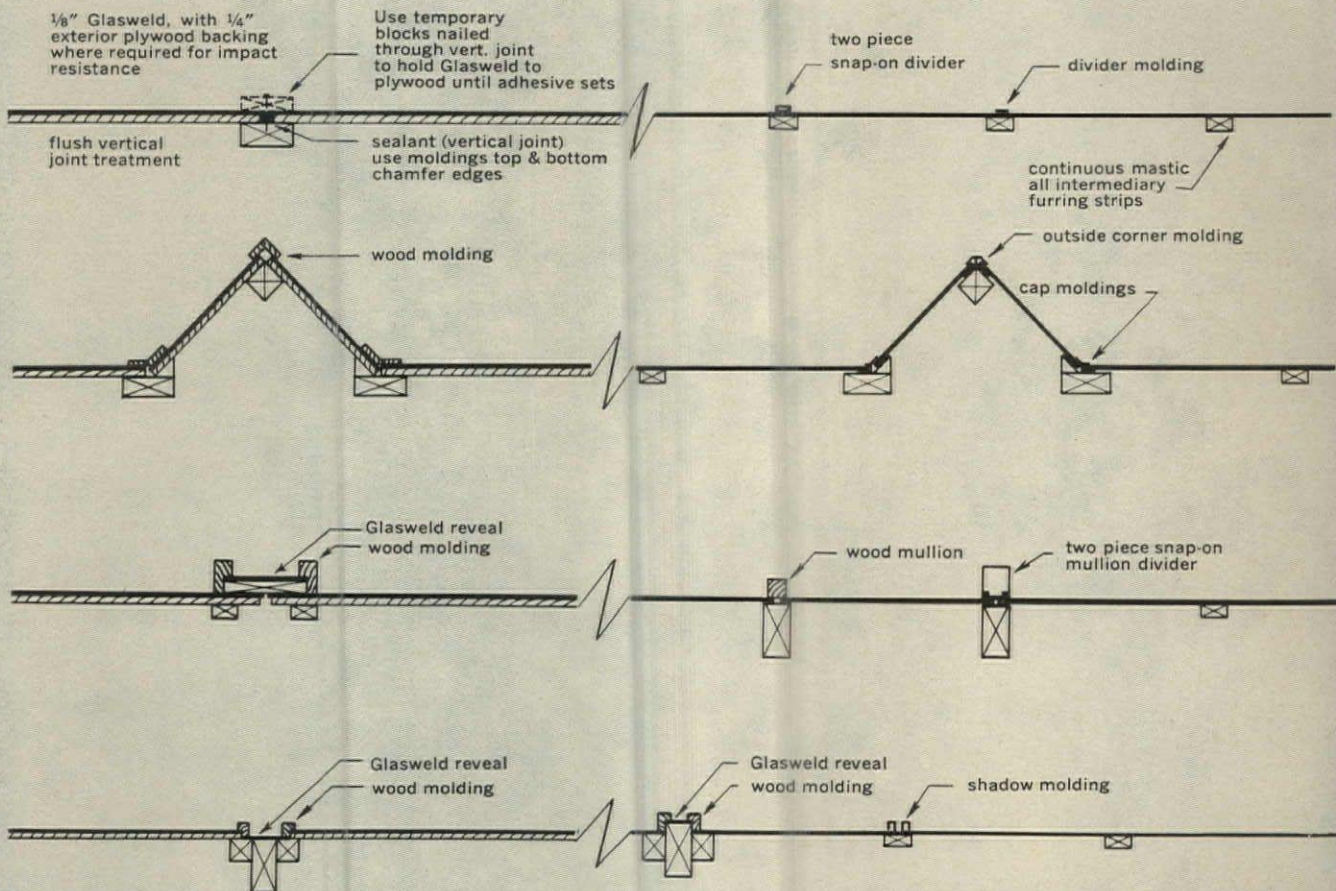 ⅛" Glasweld, with ¼"
exterior plywood backing
where required for impact
resistance
Use temporary
blocks nailed
through vert. joint
to hold Glasweld to
plywood until adhesive sets
two piece
snap-on divider
divider molding
flush vertical
joint treatment
sealant (vertical joint)
use moldings top & bottom
chamfer edges
continuous mastic
all intermediary
furring strips
wood molding
outside corner molding
cap moldings
Glasweld reveal
wood molding
wood mullion
two piece snap-on
mullion divider
Glasweld reveal
wood molding
Glasweld reveal
wood molding
shadow molding